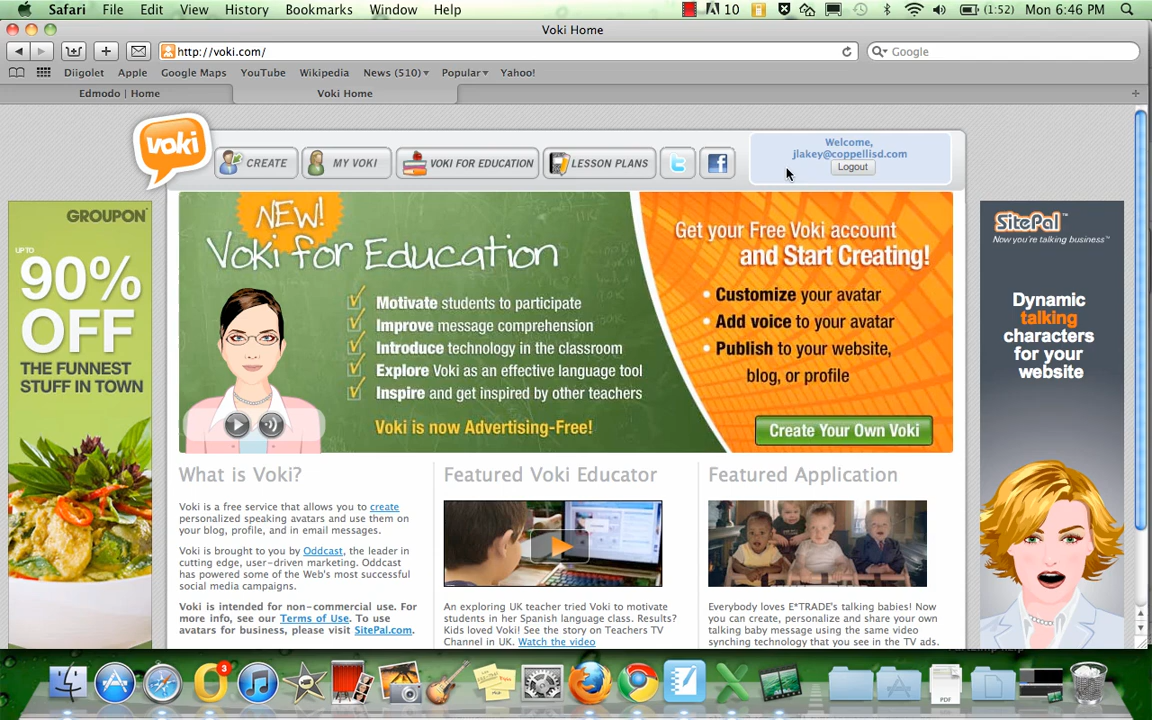 Safari File Edit View History Bookmarks Window Help
10 (1:52) Mon 6:46 PM
Voki Home
http://voki.com/
Google
Diigolet Apple Google Maps YouTube Wikipedia News (510) Popular Yahoo!
Edmodo | Home
Voki Home
voki
CREATE
MY VOKI
VOKI FOR EDUCATION
LESSON PLANS
Welcome,
jlakey@coppellisd.com
Logout
GROUPON
UP TO
90%
OFF
THE FUNNEST
STUFF IN TOWN
NEW!
Voki for Education
Motivate students to participate
Improve message comprehension
Introduce technology in the classroom
Explore Voki as an effective language tool
Inspire and get inspired by other teachers
Voki is now Advertising-Free!
Get your Free Voki account
and Start Creating!
• Customize your avatar
• Add voice to your avatar
• Publish to your website,
blog, or profile
Create Your Own Voki
SitePal™
Now you're talking business™
Dynamic
talking
characters
for your
website
What is Voki?
Voki is a free service that allows you to create
personalized speaking avatars and use them on
your blog, profile, and in email messages.
Voki is brought to you by Oddcast, the leader in
cutting edge, user-driven marketing. Oddcast
has powered some of the Web's most successful
social media campaigns.
Voki is intended for non-commercial use. For
more info, see our Terms of Use. To use
avatars for business, please visit SitePal.com.
Featured Voki Educator
An exploring UK teacher tried Voki to motivate
students in her Spanish language class. Results?
Kids loved Voki! See the story on Teachers TV
Channel in UK. Watch the video
Featured Application
Everybody loves E*TRADE's talking babies! Now
you can create, personalize and share your own
talking baby message using the same video
synching technology that you see in the TV ads.
3
PDF